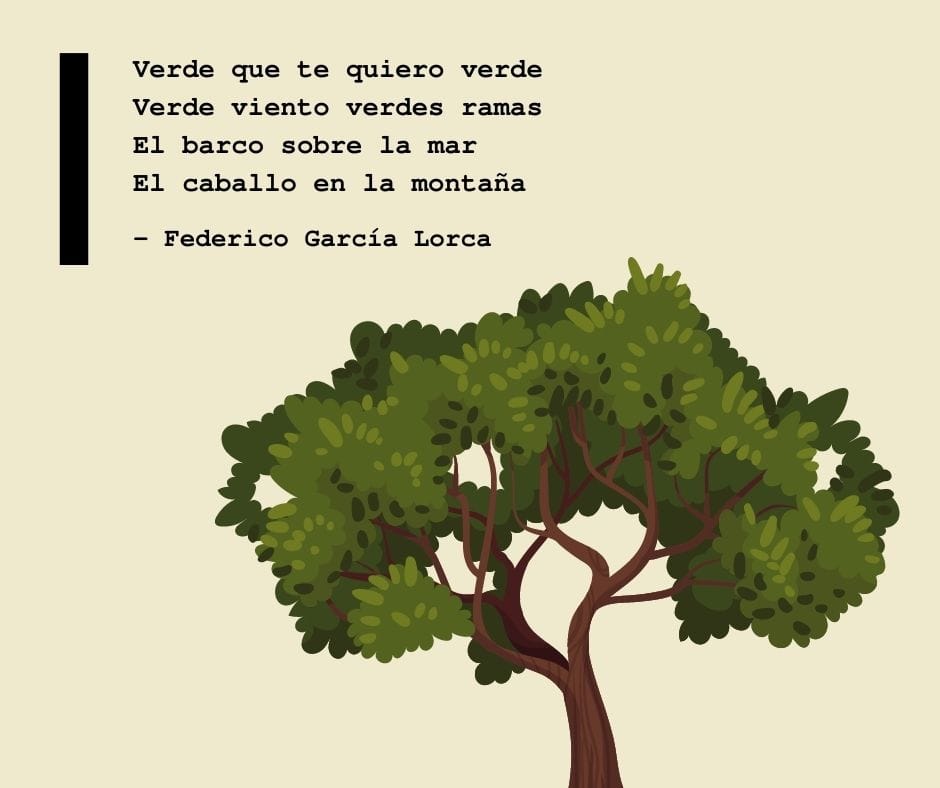 Verde que te quiero verde
Verde viento verdes ramas
El barco sobre la mar
El caballo en la montaña
– Federico García Lorca